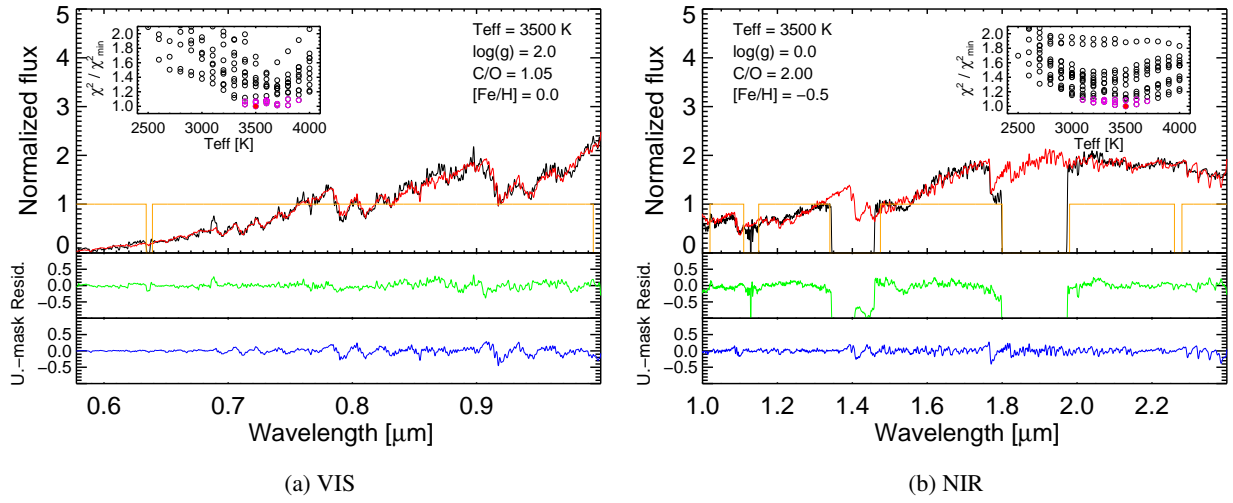 Normalized flux
5
4
3
2
1
0
χ² / χ²min
2.0
1.8
1.6
1.4
1.2
1.0
2500 3000 3500 4000
Teff [K]
Teff = 3500 K
log(g) = 2.0
C/O = 1.05
[Fe/H] = 0.0
Resid.
0.5
0.0
−0.5
U.−mask
0.5
0.0
−0.5
0.6 0.7 0.8 0.9
Wavelength [μm]
(a) VIS
Normalized flux
5
4
3
2
1
0
Teff = 3500 K
log(g) = 0.0
C/O = 2.00
[Fe/H] = −0.5
χ² / χ²min
2.0
1.8
1.6
1.4
1.2
1.0
2500 3000 3500 4000
Teff [K]
Resid.
0.5
0.0
−0.5
U.−mask
0.5
0.0
−0.5
1.0 1.2 1.4 1.6 1.8 2.0 2.2
Wavelength [μm]
(b) NIR